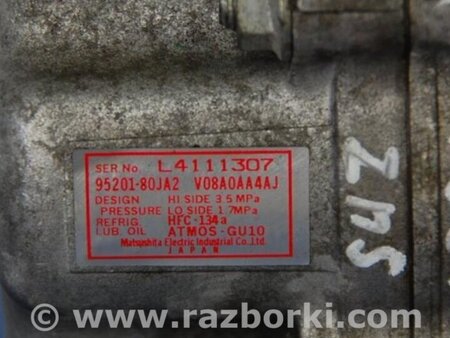 SER No L4111307
95201-80JA2 V08A0AA4AJ
DESIGN HI SIDE 3.5 MPa
PRESSURE LO SIDE 1.7MPa
REFRIG. HFC-134a
LUB. OIL ATMOS-GU10
Matsushita Electric Industrial Co.,Ltd.
JAPAN
www.razborki.com